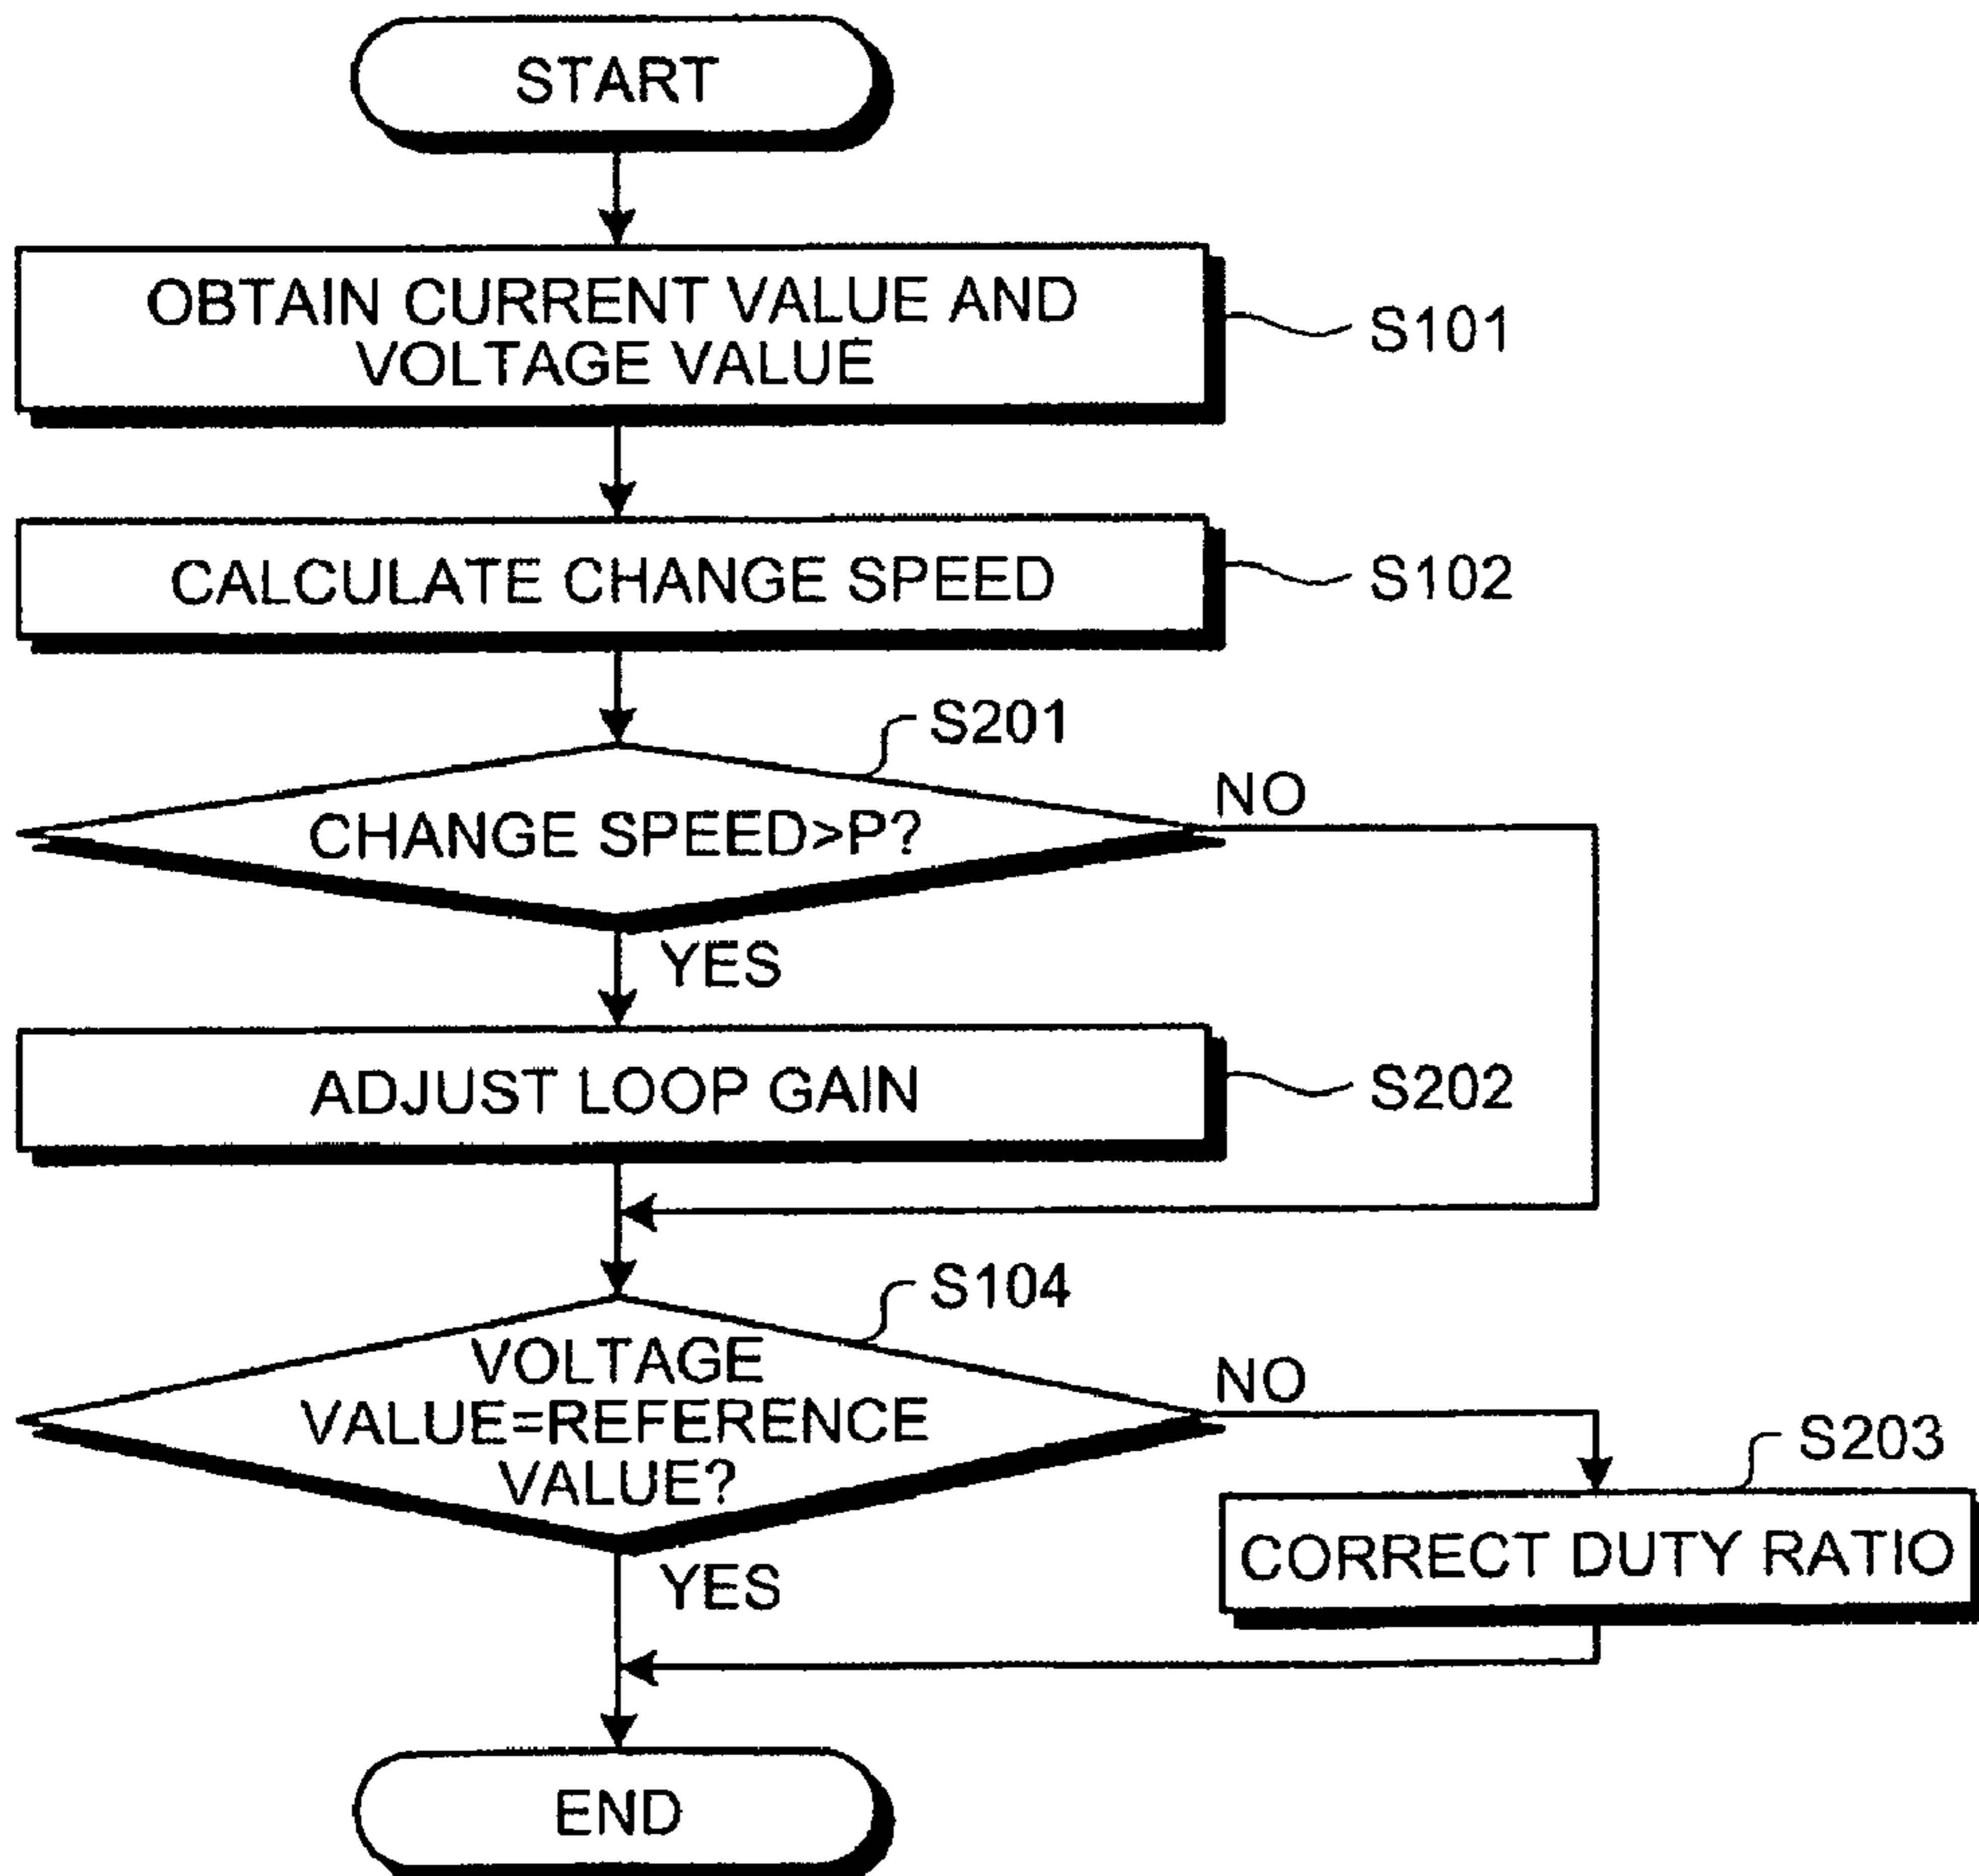 START
OBTAIN CURRENT VALUE AND
VOLTAGE VALUE
S101
CALCULATE CHANGE SPEED
S102
S201
CHANGE SPEED>P?
NO
YES
ADJUST LOOP GAIN
S202
S104
VOLTAGE
VALUE=REFERENCE
VALUE?
NO
S203
CORRECT DUTY RATIO
YES
END